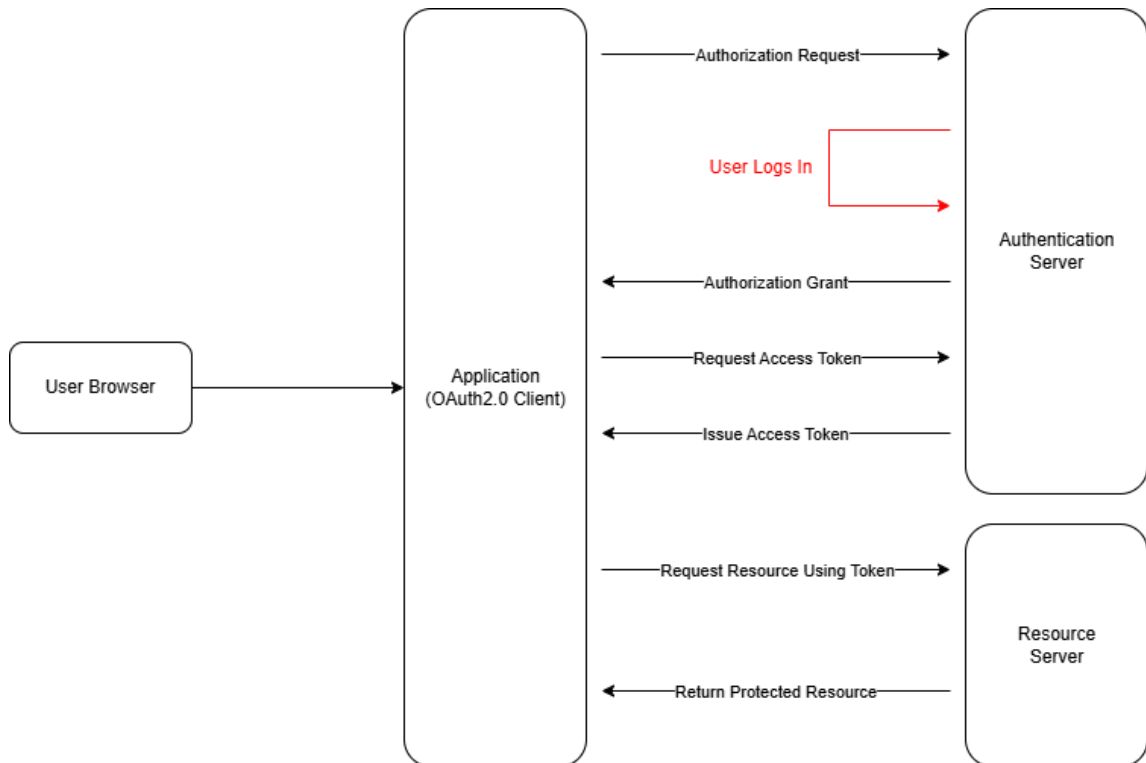 Authorization Request
User Logs In
Authentication
Server
Authorization Grant
Request Access Token
User Browser
Application
(OAuth2.0 Client)
Issue Access Token
Request Resource Using Token
Resource
Server
Return Protected Resource